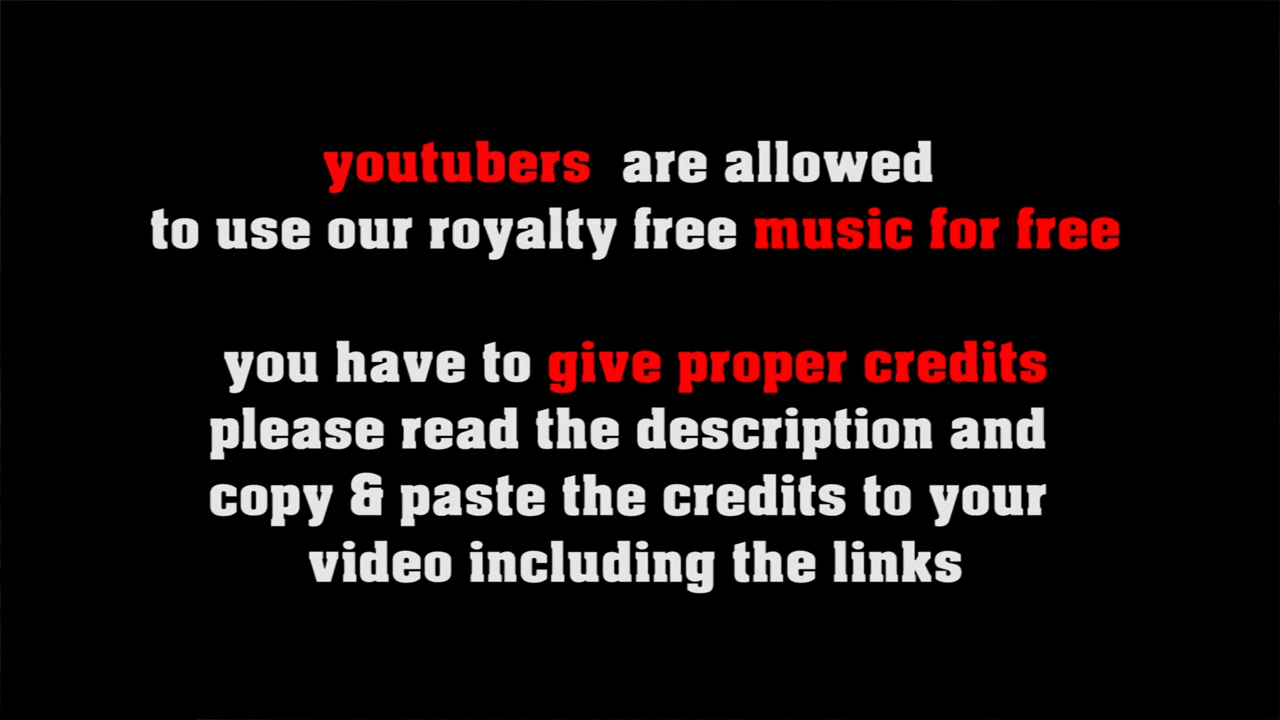 youtubers are allowed
to use our royalty free music for free
you have to give proper credits
please read the description and
copy & paste the credits to your
video including the links